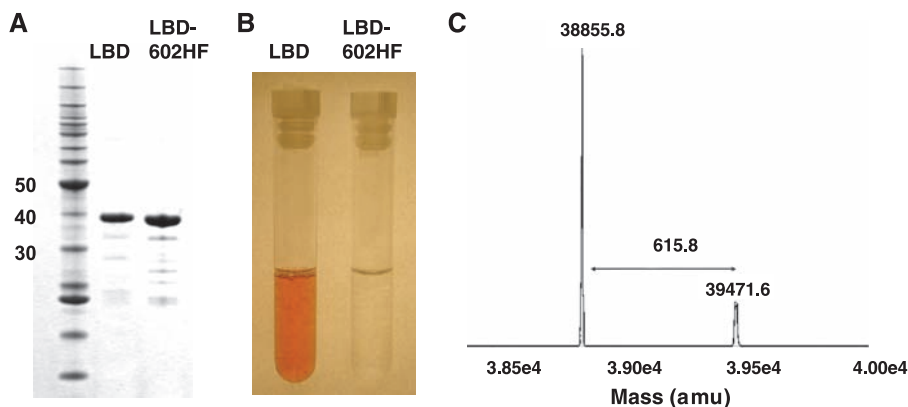 A
LBD
LBD-
602HF
50
40
30
B
LBD
LBD-
602HF
C
38855.8
615.8
39471.6
3.85e4 3.90e4 3.95e4 4.00e4
Mass (amu)